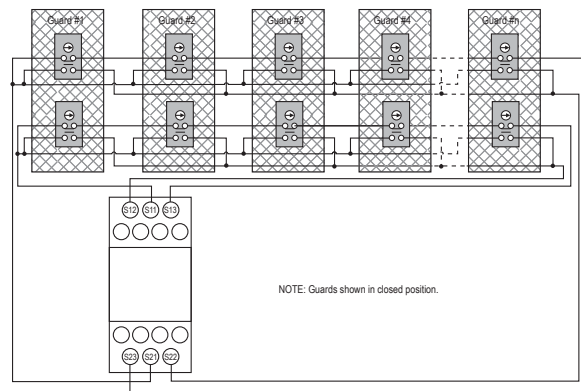 Guard #1 Guard #2 Guard #3 Guard #4 Guard #n
S12 S11 S13
NOTE: Guards shown in closed position.
S23 S21 S22